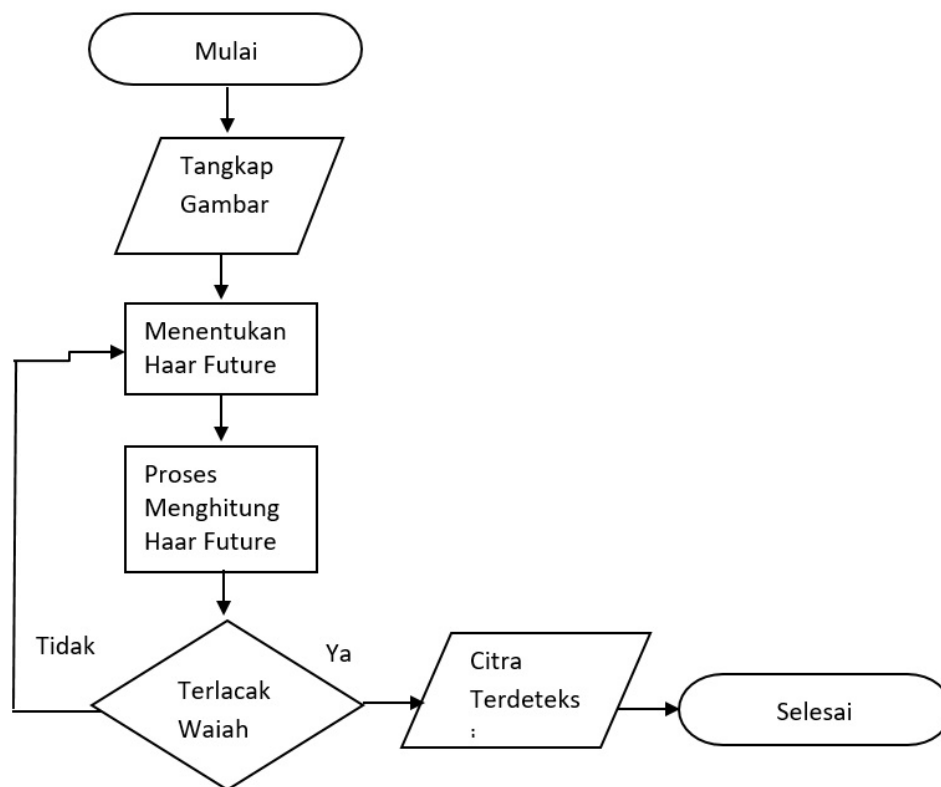 Mulai
Tangkap
Gambar
Menentukan
Haar Future
Proses
Menghitung
Haar Future
Tidak
Ya
Terlacak
Waiah
Citra
Terdeteks
Selesai